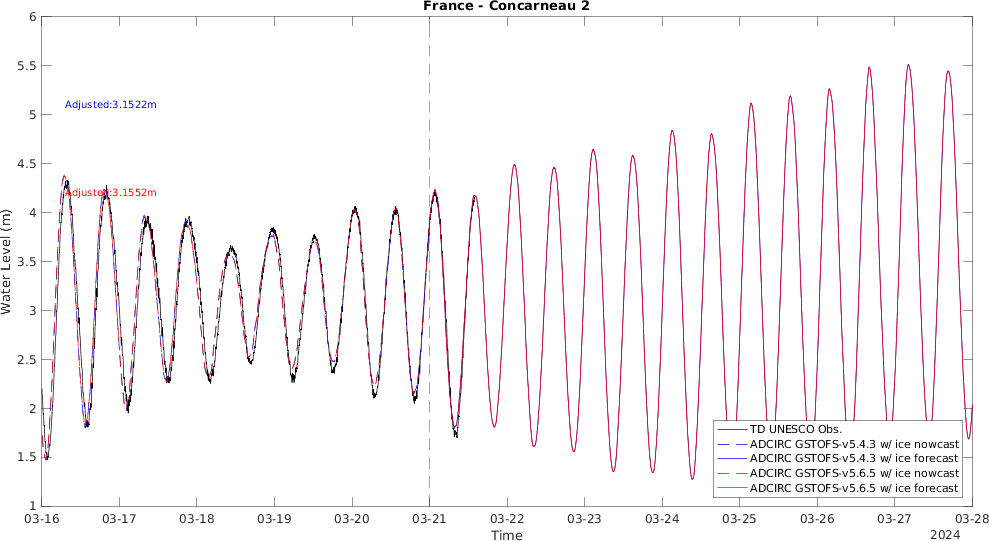 France - Concarneau 2
Water Level (m)
6
5.5
5
4.5
4
3.5
3
2.5
2
1.5
1
Adjusted:3.1522m
Adjusted:3.1552m
TD UNESCO Obs.
ADCIRC GSTOFS-v5.4.3 w/ ice nowcast
ADCIRC GSTOFS-v5.4.3 w/ ice forecast
ADCIRC GSTOFS-v5.6.5 w/ ice nowcast
ADCIRC GSTOFS-v5.6.5 w/ ice forecast
03-16 03-17 03-18 03-19 03-20 03-21 03-22 03-23 03-24 03-25 03-26 03-27 03-28
Time
2024